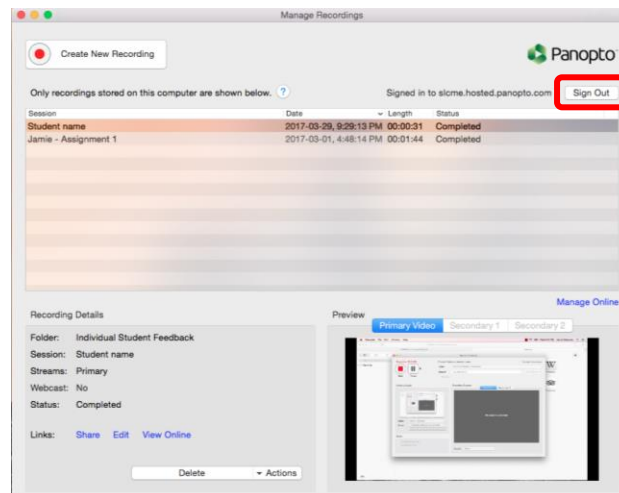 Manage Recordings
Create New Recording
Panopto
Only recordings stored on this computer are shown below. ?
Signed in to slcme.hosted.panopto.com
Sign Out
Session Date Length Status
Student name 2017-03-29, 9:29:13 PM 00:00:31 Completed
Jamie - Assignment 1 2017-03-01, 4:48:14 PM 00:01:44 Completed
Manage Online
Recording Details
Folder: Individual Student Feedback
Session: Student name
Streams: Primary
Webcast: No
Status: Completed
Links: Share Edit View Online
Delete Actions
Preview
Primary Video Secondary 1 Secondary 2
W